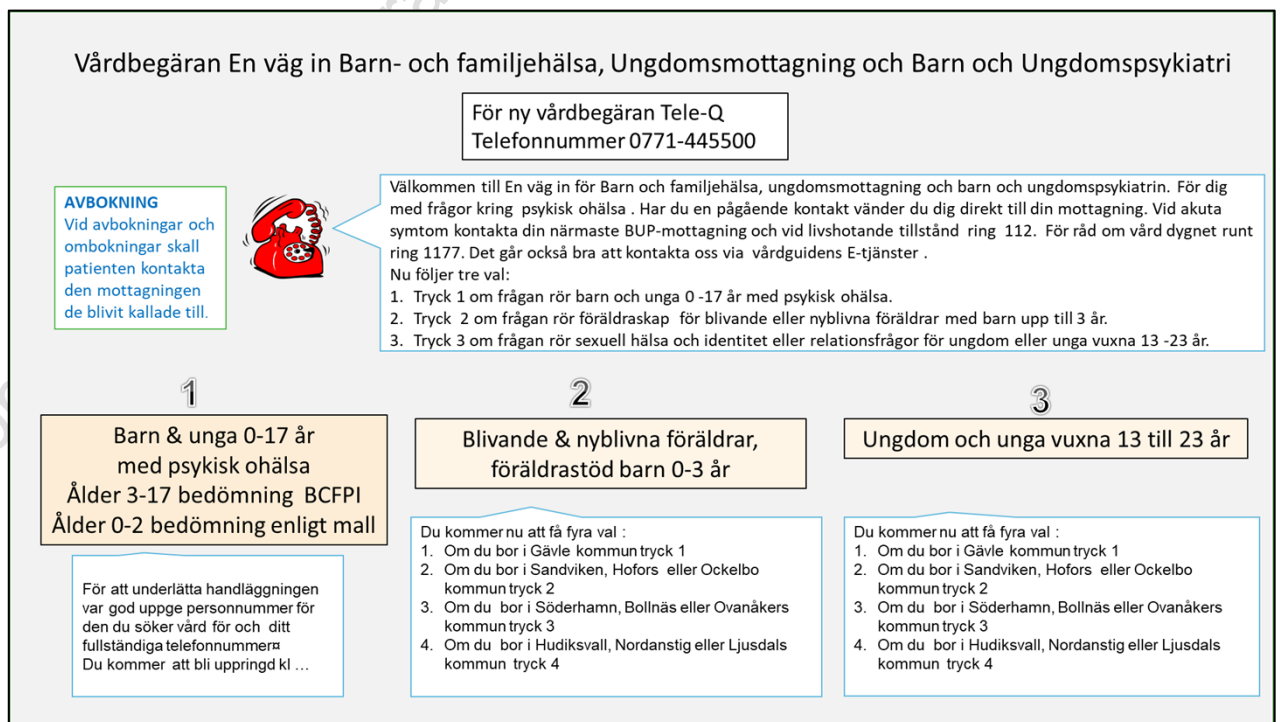 Vårdbegäran En väg in Barn- och familjehälsa, Ungdomsmottagning och Barn och Ungdomspsykiatri
För ny vårdbegäran Tele-Q
Telefonnummer 0771-445500
AVBOKNING
Vid avbokningar och
ombokningar skall
patienten kontakta
den mottagningen
de blivit kallade till.
Välkommen till En väg in för Barn och familjehälsa, ungdomsmottagning och barn och ungdomspsykiatrin. För dig
med frågor kring psykisk ohälsa . Har du en pågående kontakt vänder du dig direkt till din mottagning. Vid akuta
symtom kontakta din närmaste BUP-mottagning och vid livshotande tillstånd ring 112. För råd om vård dygnet runt
ring 1177. Det går också bra att kontakta oss via vårdguidens E-tjänster .
Nu följer tre val:
1. Tryck 1 om frågan rör barn och unga 0 -17 år med psykisk ohälsa.
2. Tryck 2 om frågan rör föräldraskap för blivande eller nyblivna föräldrar med barn upp till 3 år.
3. Tryck 3 om frågan rör sexuell hälsa och identitet eller relationsfrågor för ungdom eller unga vuxna 13 -23 år.
1
Barn & unga 0-17 år
med psykisk ohälsa
Ålder 3-17 bedömning BCFPI
Ålder 0-2 bedömning enligt mall
För att underlätta handläggningen
var god uppge personnummer för
den du söker vård för och ditt
fullständiga telefonnummer¤
Du kommer att bli uppringd kl ...
2
Blivande & nyblivna föräldrar,
föräldrastöd barn 0-3 år
Du kommer nu att få fyra val :
1. Om du bor i Gävle kommun tryck 1
2. Om du bor i Sandviken, Hofors eller Ockelbo
kommun tryck 2
3. Om du bor i Söderhamn, Bollnäs eller Ovanåkers
kommun tryck 3
4. Om du bor i Hudiksvall, Nordanstig eller Ljusdals
kommun tryck 4
3
Ungdom och unga vuxna 13 till 23 år
Du kommer nu att få fyra val :
1. Om du bor i Gävle kommun tryck 1
2. Om du bor i Sandviken, Hofors eller Ockelbo
kommun tryck 2
3. Om du bor i Söderhamn, Bollnäs eller Ovanåkers
kommun tryck 3
4. Om du bor i Hudiksvall, Nordanstig eller Ljusdals
kommun tryck 4